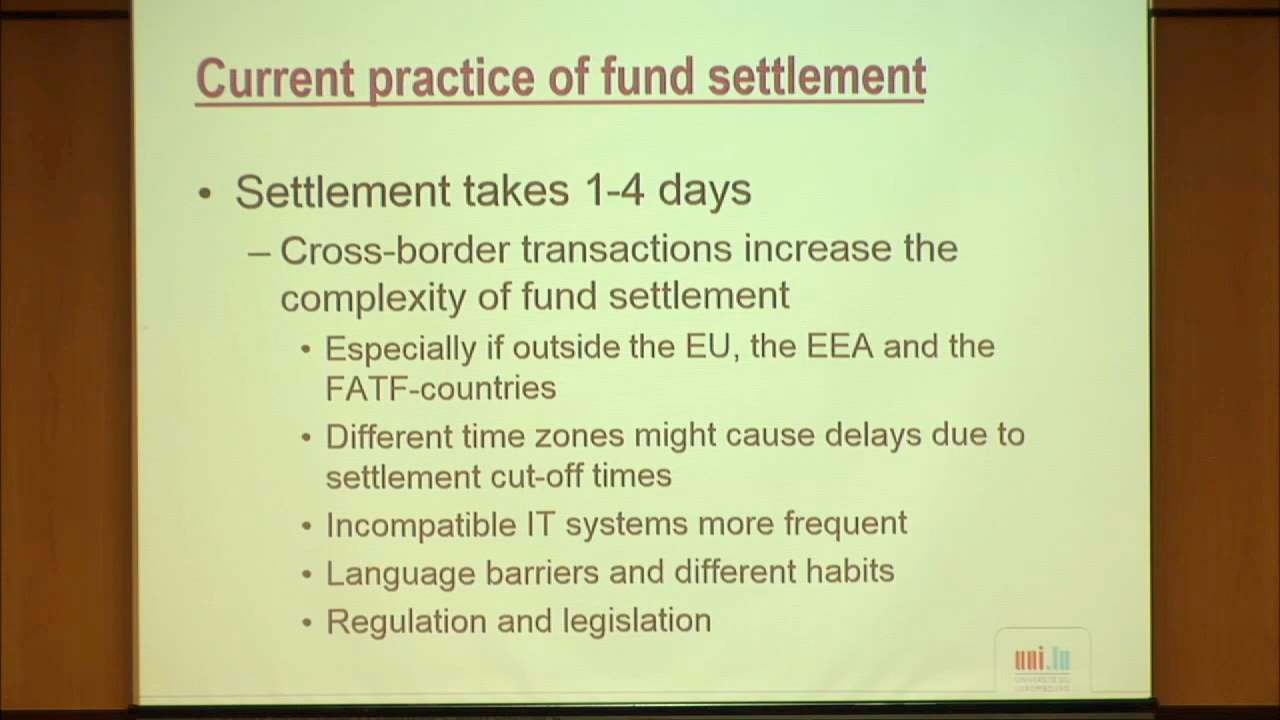 Current practice of fund settlement
• Settlement takes 1-4 days
– Cross-border transactions increase the
complexity of fund settlement
• Especially if outside the EU, the EEA and the
FATF-countries
• Different time zones might cause delays due to
settlement cut-off times
• Incompatible IT systems more frequent
• Language barriers and different habits
• Regulation and legislation
uni.lu
UNIVERSITÉ DU
LUXEMBOURG